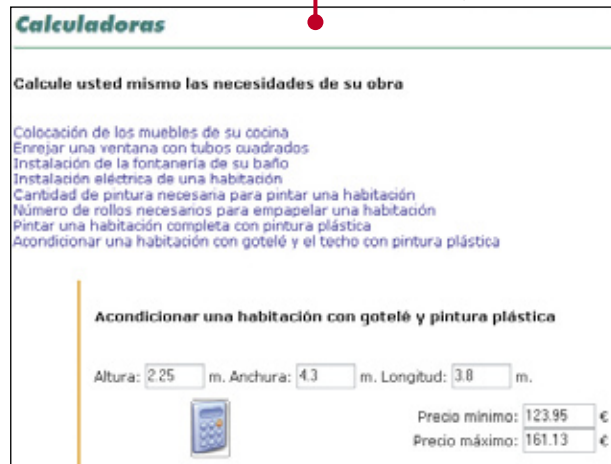 Calculadoras
Calcule usted mismo las necesidades de su obra
Colocación de los muebles de su cocina
Enrejar una ventana con tubos cuadrados
Instalación de la fontanería de su baño
Instalación eléctrica de una habitación
Cantidad de pintura necesaria para pintar una habitación
Número de rollos necesarios para empapelar una habitación
Pintar una habitación completa con pintura plástica
Acondicionar una habitación con gotelé y el techo con pintura plástica
Acondicionar una habitación con gotelé y pintura plástica
Altura: 2.25 m. Anchura: 4.3 m. Longitud: 3.8 m.
Precio mínimo: 123.95 €
Precio máximo: 161.13 €